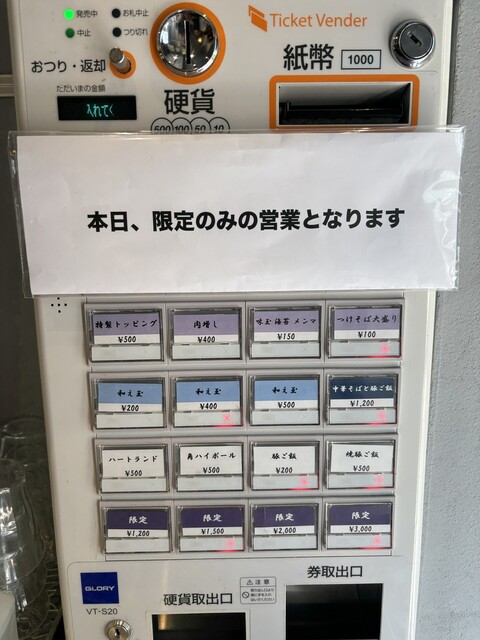 発売中
お札中止
中止
つり切れ
Ticket Vender
おつり・返却
硬貨
紙幣 1000
ただいまの金額
入れてく
500 100 50 10
本日、限定のみの営業となります
特製トッピング 肉増し 味玉 海苔 メンマ つけそば大盛り
¥500 ¥400 ¥150 ¥100
和え玉 和え玉 和え玉 中華そばと豚ご飯
¥200 ¥400 ¥500 ¥1,200
ハートランド 角ハイボール 豚ご飯 焼豚ご飯
¥500 ¥500 ¥200 ¥500
限定 限定 限定 限定
¥1,200 ¥1,500 ¥2,000 ¥3,000
GLORY
VT-S20
硬貨取出口
注意
券取出口